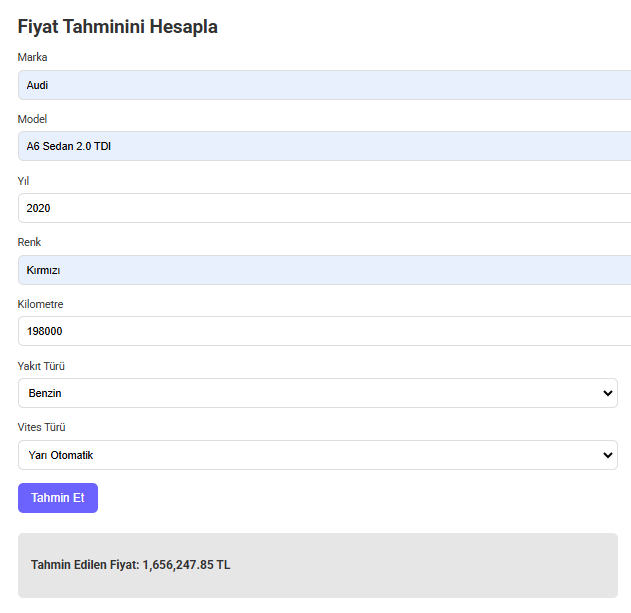 Fiyat Tahminini Hesapla
Marka
Audi
Model
A6 Sedan 2.0 TDI
Yıl
2020
Renk
Kırmızı
Kilometre
198000
Yakıt Türü
Benzin
Vites Türü
Yarı Otomatik
Tahmin Et
Tahmin Edilen Fiyat: 1,656,247.85 TL